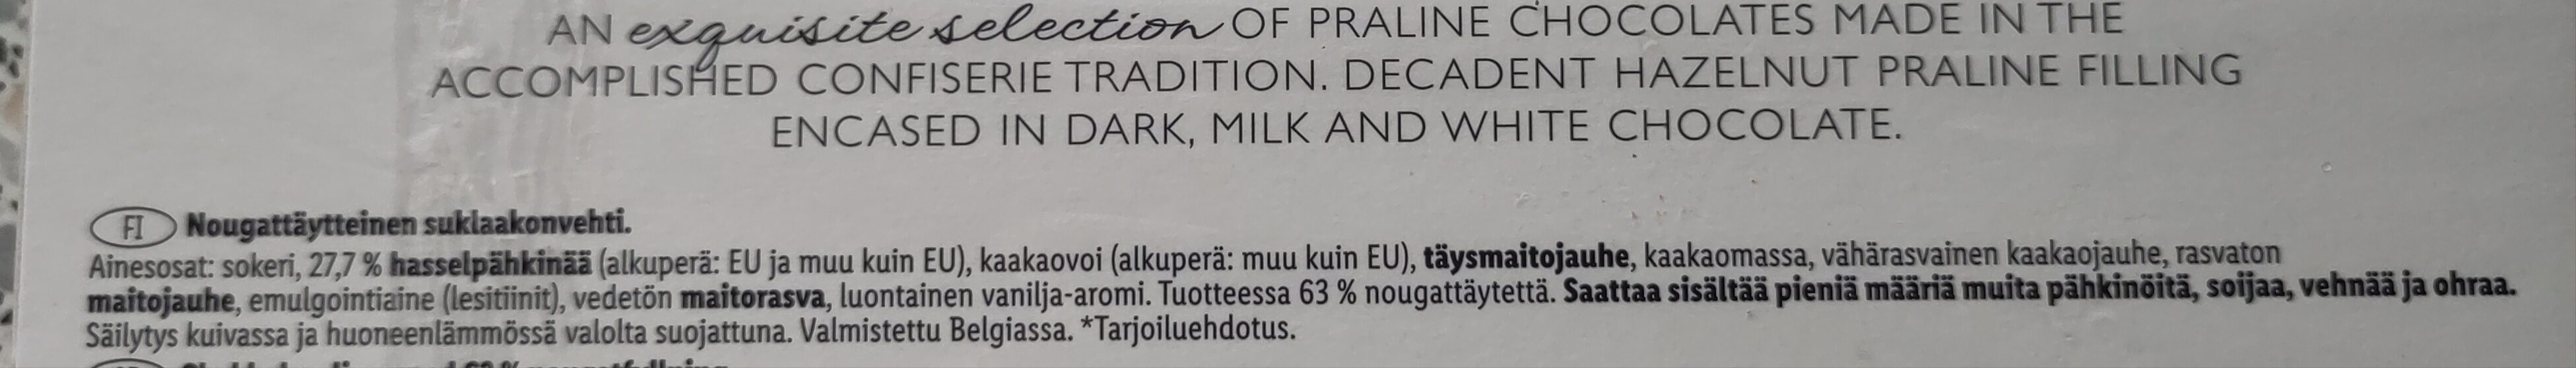 AN exquisite selection OF PRALINE CHOCOLATES MADE IN THE
ACCOMPLISHED CONFISERIE TRADITION. DECADENT HAZELNUT PRALINE FILLING
ENCASED IN DARK, MILK AND WHITE CHOCOLATE.
FI Nougattäytteinen suklaakonvehti.
Ainesosat: sokeri, 27,7 % hasselpähkinää (alkuperä: EU ja muu kuin EU), kaakaovoi (alkuperä: muu kuin EU), täysmaitojauhe, kaakaomassa, vähärasvainen kaakaojauhe, rasvaton
maitojauhe, emulgointiaine (lesitiinit), vedetön maitorasva, luontainen vanilja-aromi. Tuotteessa 63 % nougattäytettä. Saattaa sisältää pieniä määriä muita pähkinöitä, soijaa, vehnää ja ohraa.
Säilytys kuivassa ja huoneenlämmössä valolta suojattuna. Valmistettu Belgiassa. *Tarjoiluehdotus.